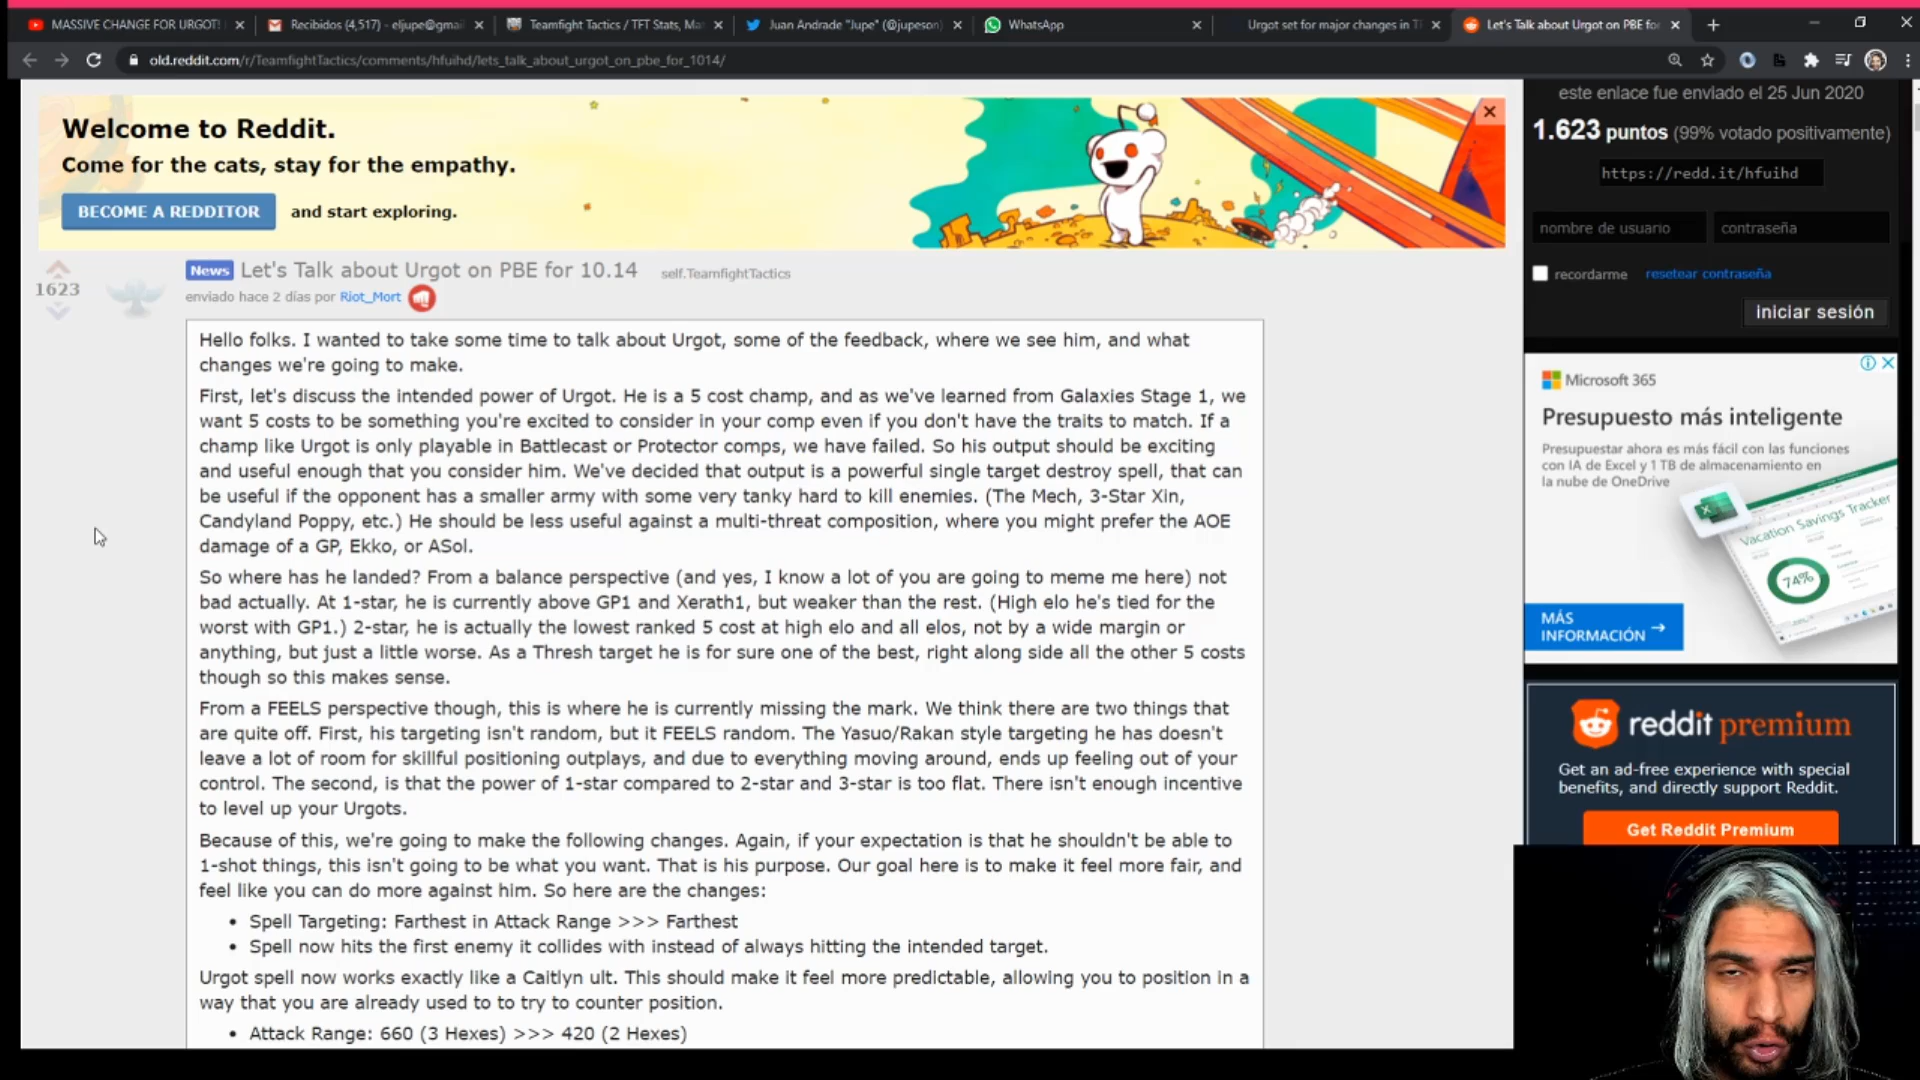 MASSIVE CHANGE FOR URGOT!
Recibidos (4,517) - eljupe@gmai
Teamfight Tactics / TFT Stats, Ma
Juan Andrade "Jupe" (@jupeson)
WhatsApp
Urgot set for major changes in T
Let's Talk about Urgot on PBE for
old.reddit.com/r/TeamfightTactics/comments/hfuihd/lets_talk_about_urgot_on_pbe_for_1014/
Welcome to Reddit.
Come for the cats, stay for the empathy.
BECOME A REDDITOR and start exploring.
1623
News Let's Talk about Urgot on PBE for 10.14 self.TeamfightTactics
enviado hace 2 días por Riot_Mort
Hello folks. I wanted to take some time to talk about Urgot, some of the feedback, where we see him, and what
changes we're going to make.
First, let's discuss the intended power of Urgot. He is a 5 cost champ, and as we've learned from Galaxies Stage 1, we
want 5 costs to be something you're excited to consider in your comp even if you don't have the traits to match. If a
champ like Urgot is only playable in Battlecast or Protector comps, we have failed. So his output should be exciting
and useful enough that you consider him. We've decided that output is a powerful single target destroy spell, that can
be useful if the opponent has a smaller army with some very tanky hard to kill enemies. (The Mech, 3-Star Xin,
Candyland Poppy, etc.) He should be less useful against a multi-threat composition, where you might prefer the AOE
damage of a GP, Ekko, or ASol.
So where has he landed? From a balance perspective (and yes, I know a lot of you are going to meme me here) not
bad actually. At 1-star, he is currently above GP1 and Xerath1, but weaker than the rest. (High elo he's tied for the
worst with GP1.) 2-star, he is actually the lowest ranked 5 cost at high elo and all elos, not by a wide margin or
anything, but just a little worse. As a Thresh target he is for sure one of the best, right along side all the other 5 costs
though so this makes sense.
From a FEELS perspective though, this is where he is currently missing the mark. We think there are two things that
are quite off. First, his targeting isn't random, but it FEELS random. The Yasuo/Rakan style targeting he has doesn't
leave a lot of room for skillful positioning outplays, and due to everything moving around, ends up feeling out of your
control. The second, is that the power of 1-star compared to 2-star and 3-star is too flat. There isn't enough incentive
to level up your Urgots.
Because of this, we're going to make the following changes. Again, if your expectation is that he shouldn't be able to
1-shot things, this isn't going to be what you want. That is his purpose. Our goal here is to make it feel more fair, and
feel like you can do more against him. So here are the changes:
• Spell Targeting: Farthest in Attack Range >>> Farthest
• Spell now hits the first enemy it collides with instead of always hitting the intended target.
Urgot spell now works exactly like a Caitlyn ult. This should make it feel more predictable, allowing you to position in a
way that you are already used to to try to counter position.
• Attack Range: 660 (3 Hexes) >>> 420 (2 Hexes)
este enlace fue enviado el 25 Jun 2020
1.623 puntos (99% votado positivamente)
https://redd.it/hfuihd
nombre de usuario
contraseña
recordarme resetear contraseña
iniciar sesión
Microsoft 365
Presupuesto más inteligente
Presupuestar ahora es más fácil con las funciones
con IA de Excel y 1 TB de almacenamiento en
la nube de OneDrive
Vacation Savings Tracker
74%
MÁS
INFORMACIÓN →
reddit premium
Get an ad-free experience with special
benefits, and directly support Reddit.
Get Reddit Premium